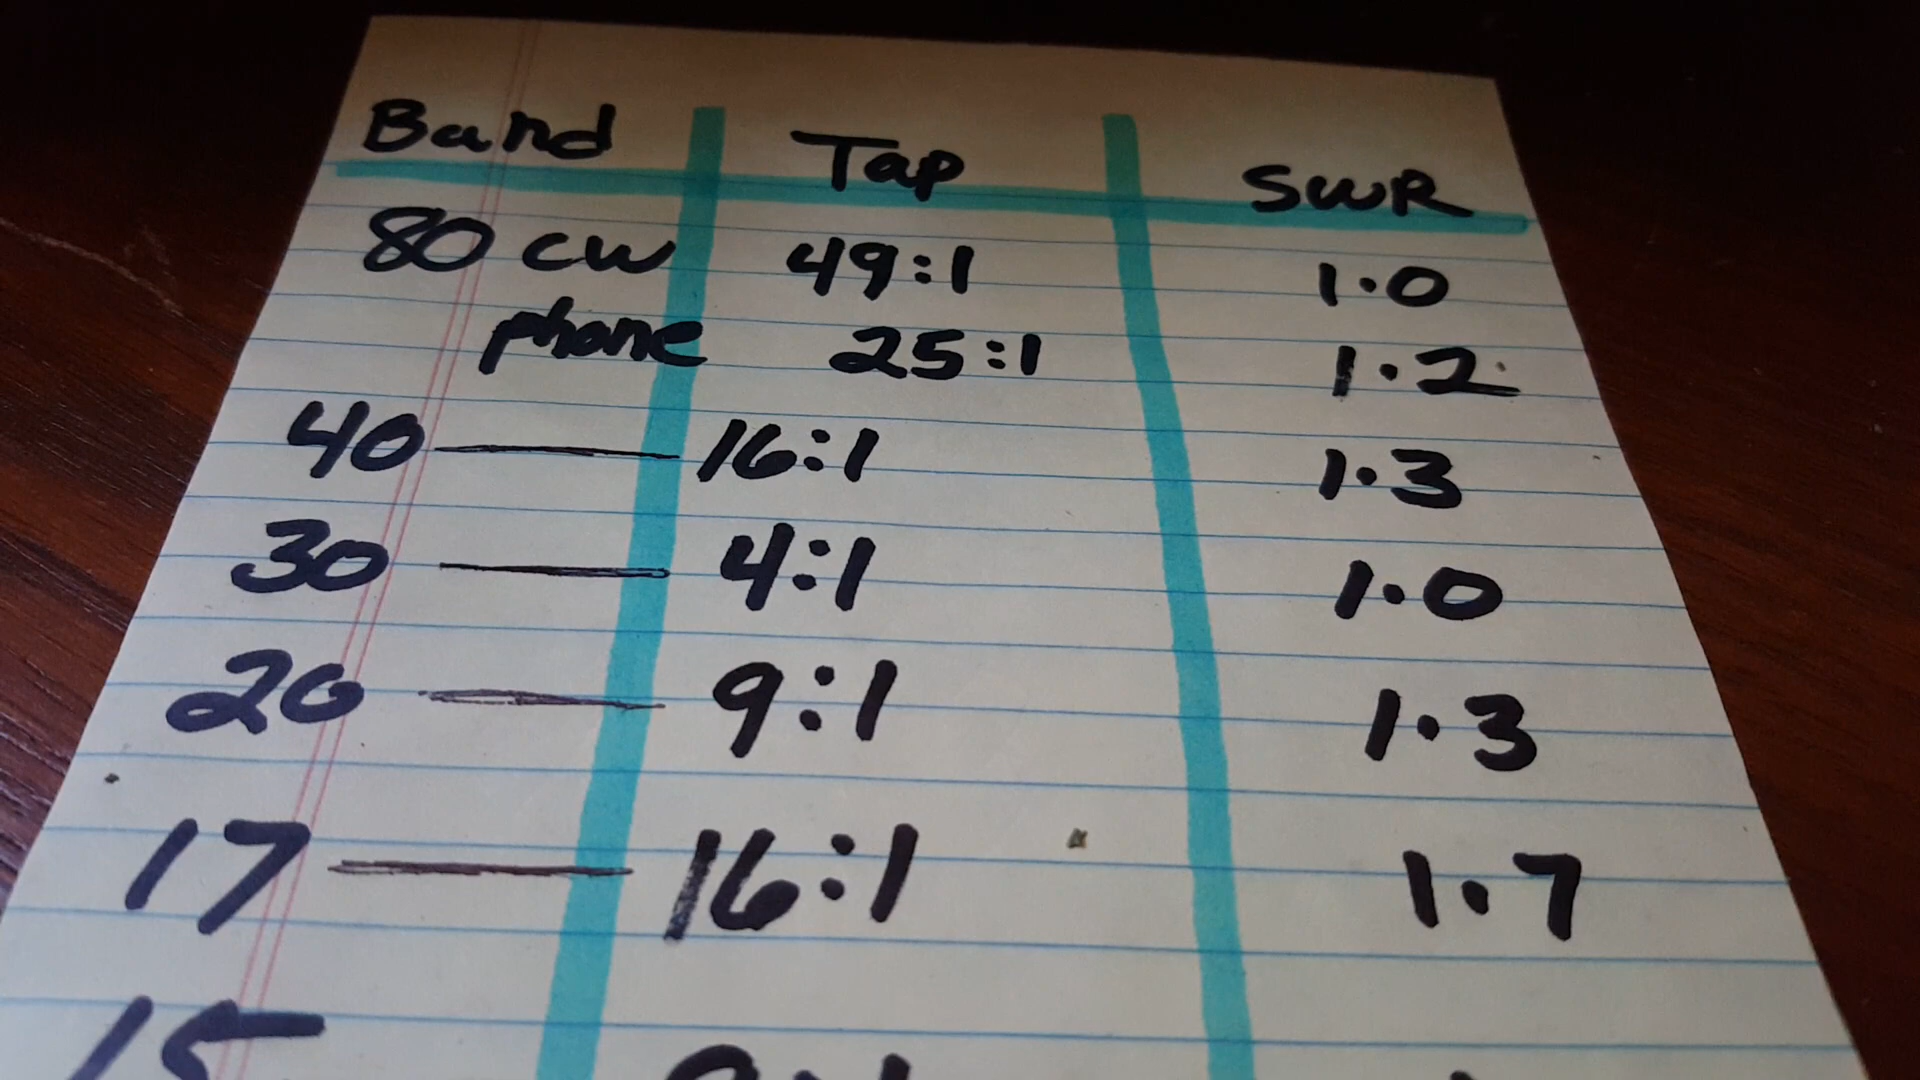 Band Tap SWR
80 cw 49:1 1.0
phone 25:1 1.2
40 — 16:1 1.3
30 — 4:1 1.0
20 — 9:1 1.3
17 — 16:1 1.7
15